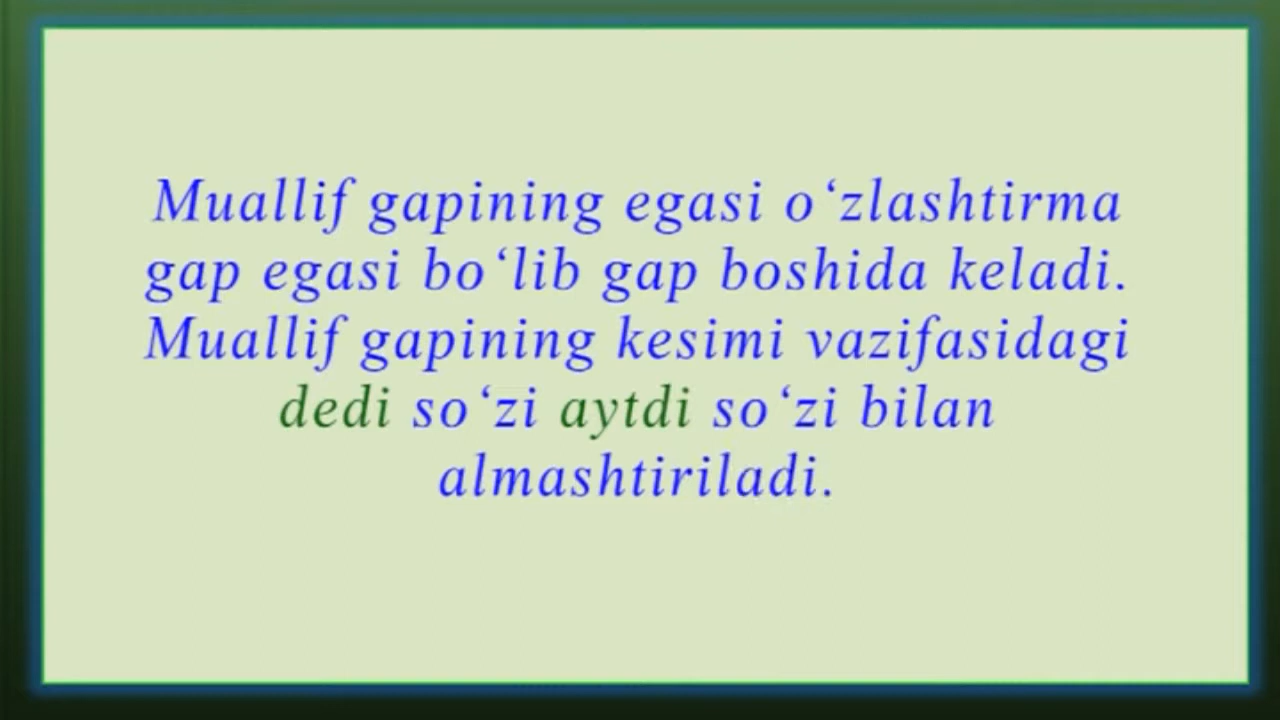 Muallif gapining egasi o‘zlashtirma
gap egasi bo‘lib gap boshida keladi.
Muallif gapining kesimi vazifasidagi
dedi so‘zi aytdi so‘zi bilan
almashtiriladi.